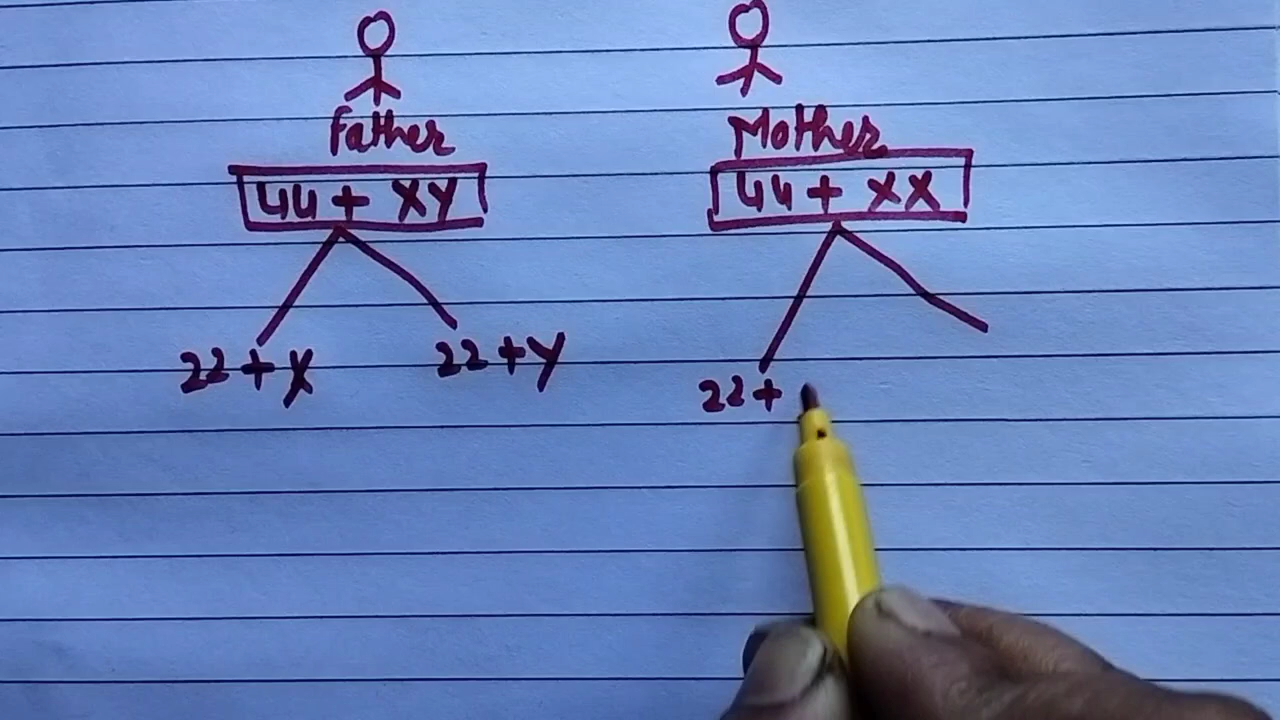 Father
Mother
44 + XY
44 + XX
22 + X
22 + Y
22 +